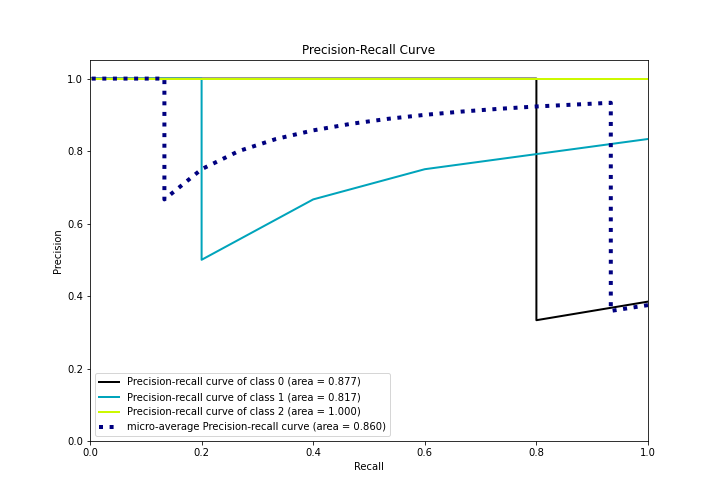 Precision-Recall Curve
1.0
0.8
0.6
0.4
0.2
0.0
Precision
Precision-recall curve of class 0 (area = 0.877)
Precision-recall curve of class 1 (area = 0.817)
Precision-recall curve of class 2 (area = 1.000)
micro-average Precision-recall curve (area = 0.860)
0.0 0.2 0.4 0.6 0.8 1.0
Recall